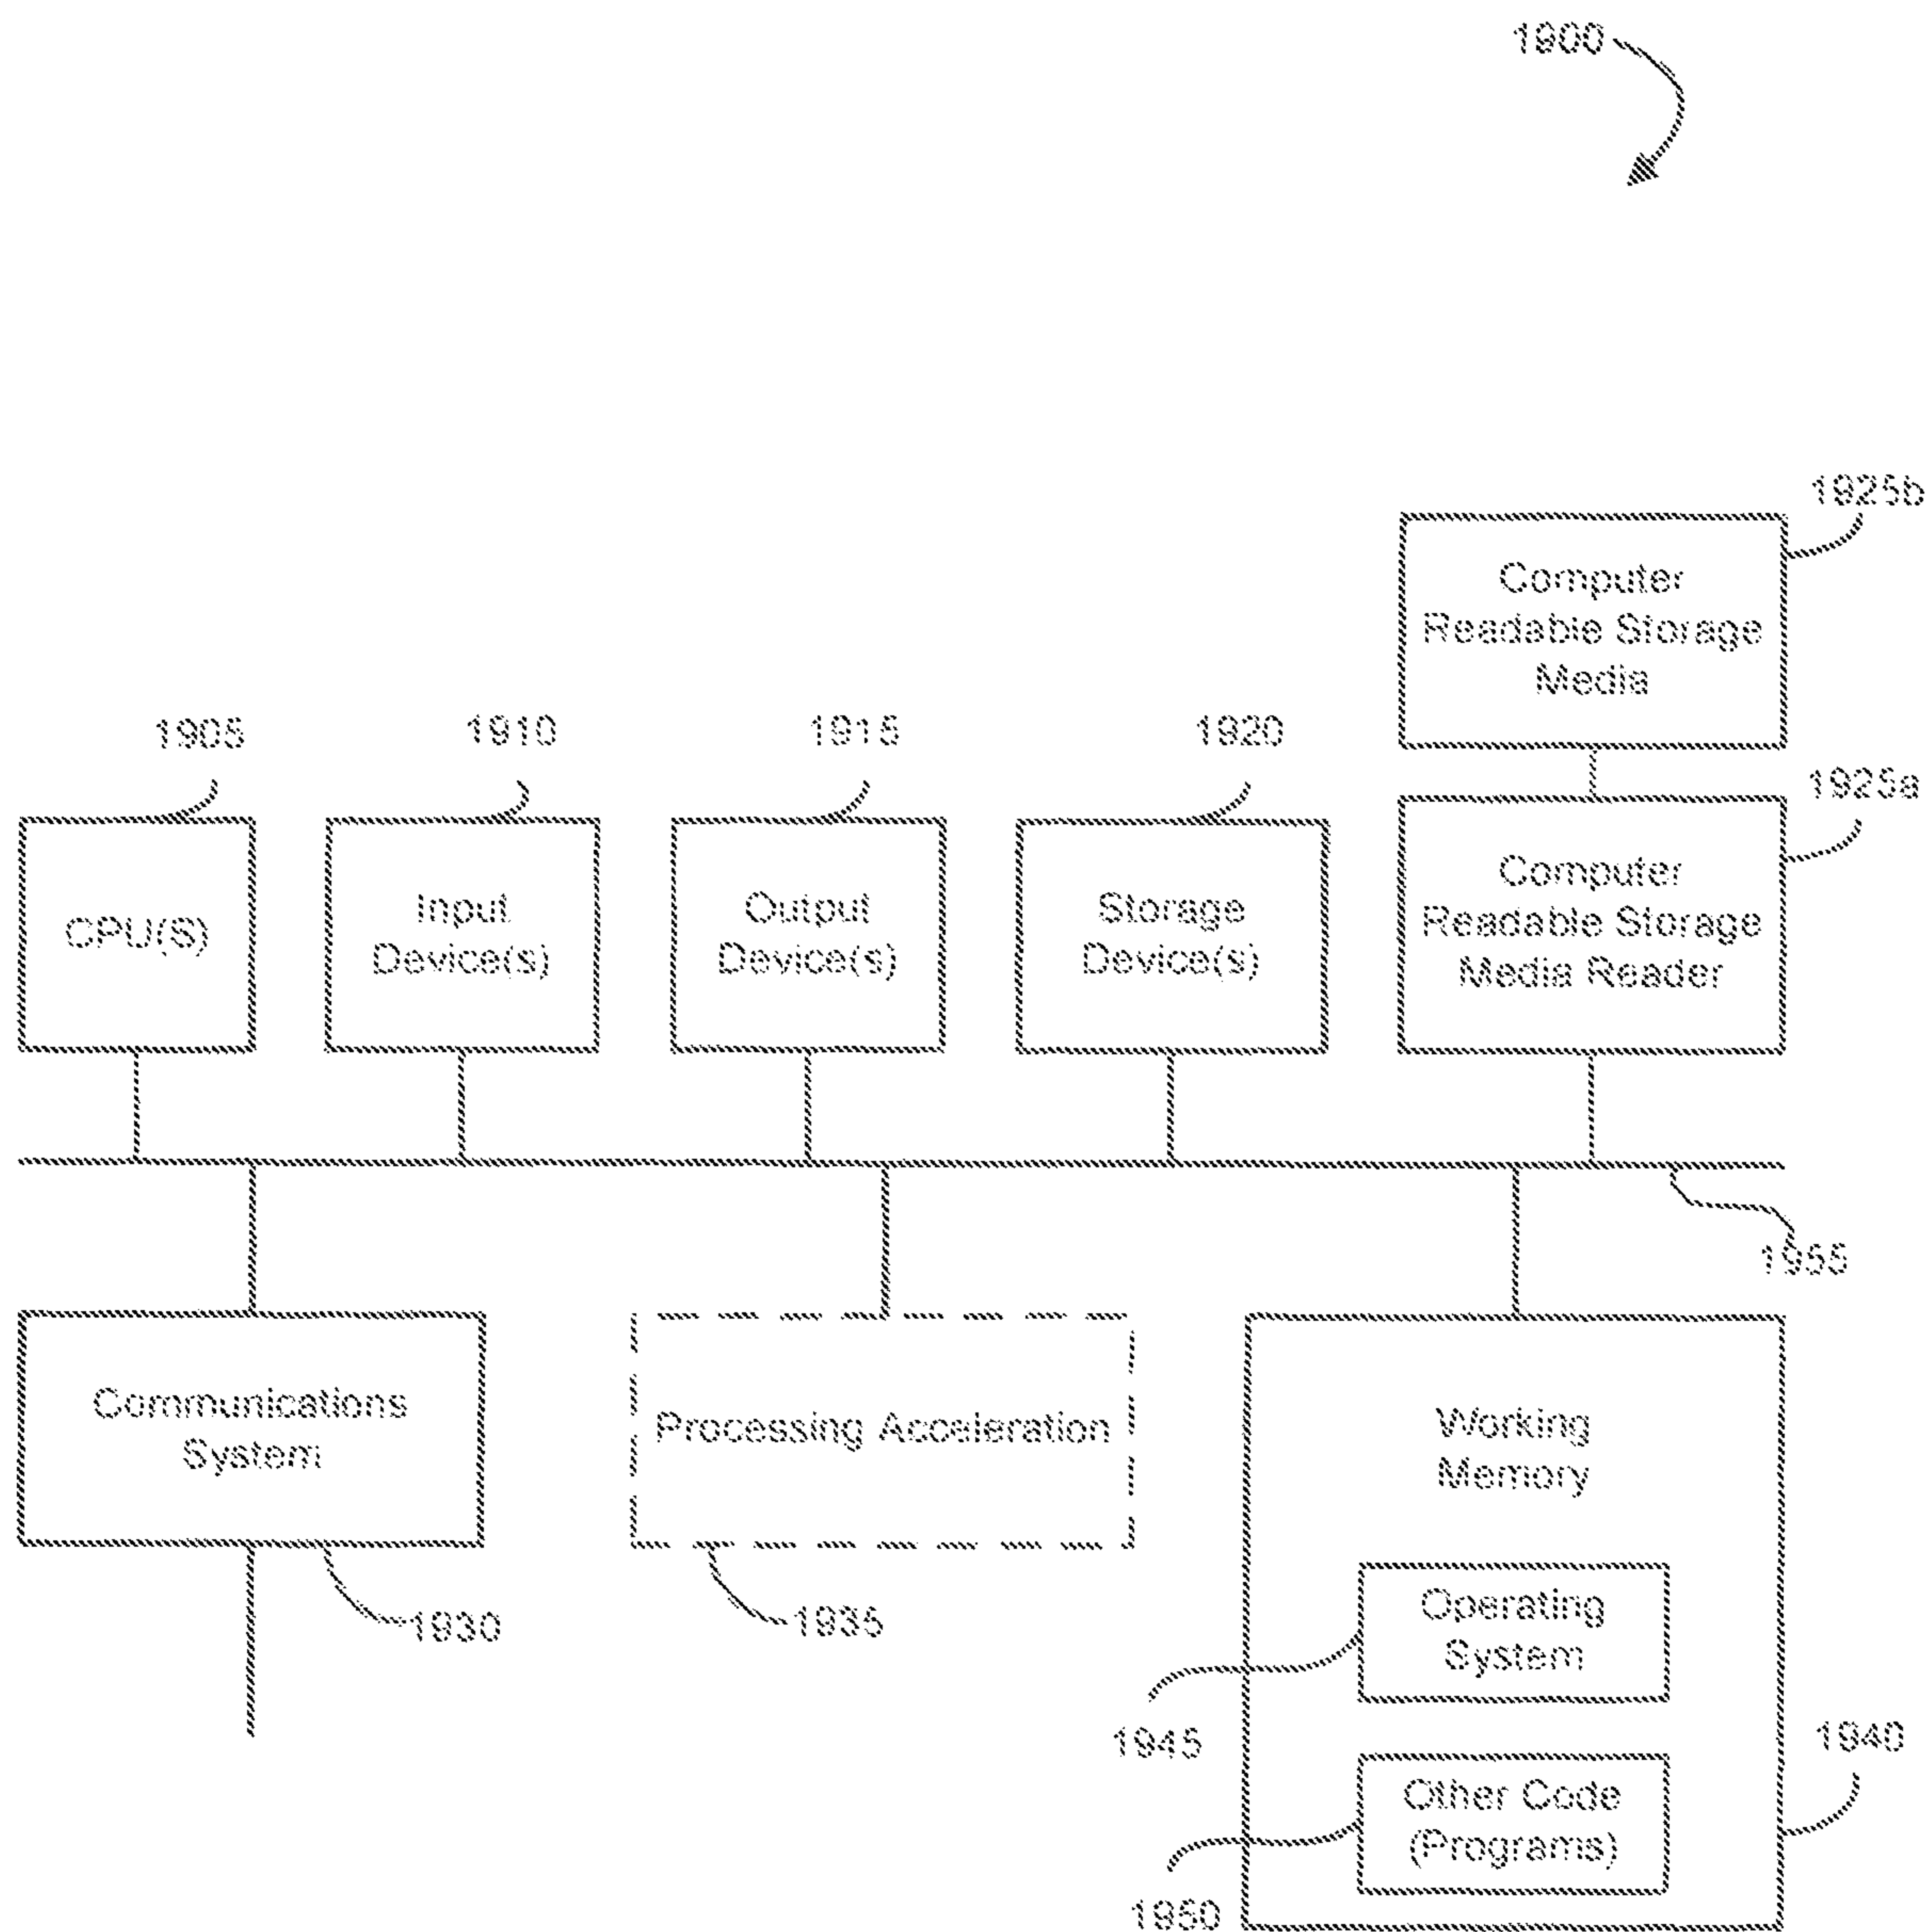 1900
1925b
Computer
Readable Storage
Media
1905
1910
1915
1920
1925a
CPU(S)
Input
Device(s)
Output
Device(s)
Storage
Device(s)
Computer
Readable Storage
Media Reader
1955
Communications
System
Processing Acceleration
Working
Memory
1930
1935
Operating
System
1945
1940
Other Code
(Programs)
1950